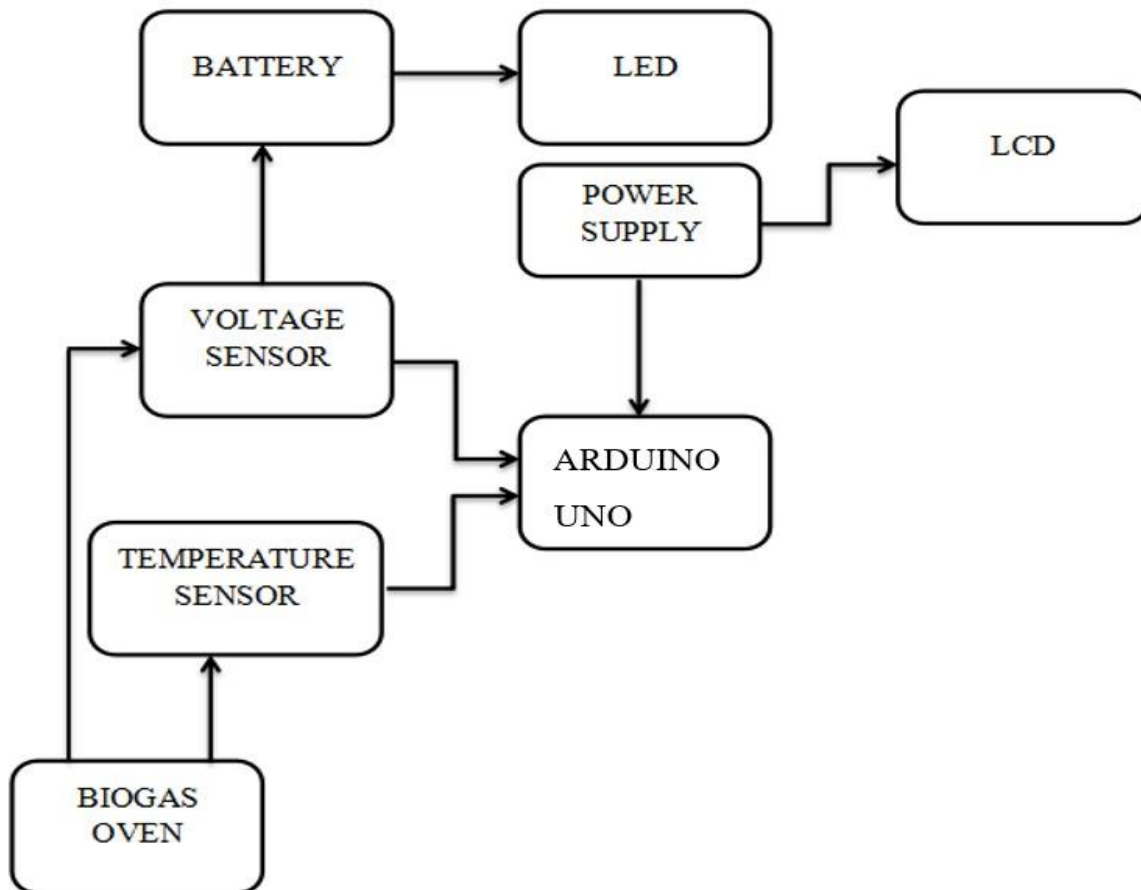 BATTERY
LED
LCD
POWER
SUPPLY
VOLTAGE
SENSOR
ARDUINO
UNO
TEMPERATURE
SENSOR
BIOGAS
OVEN